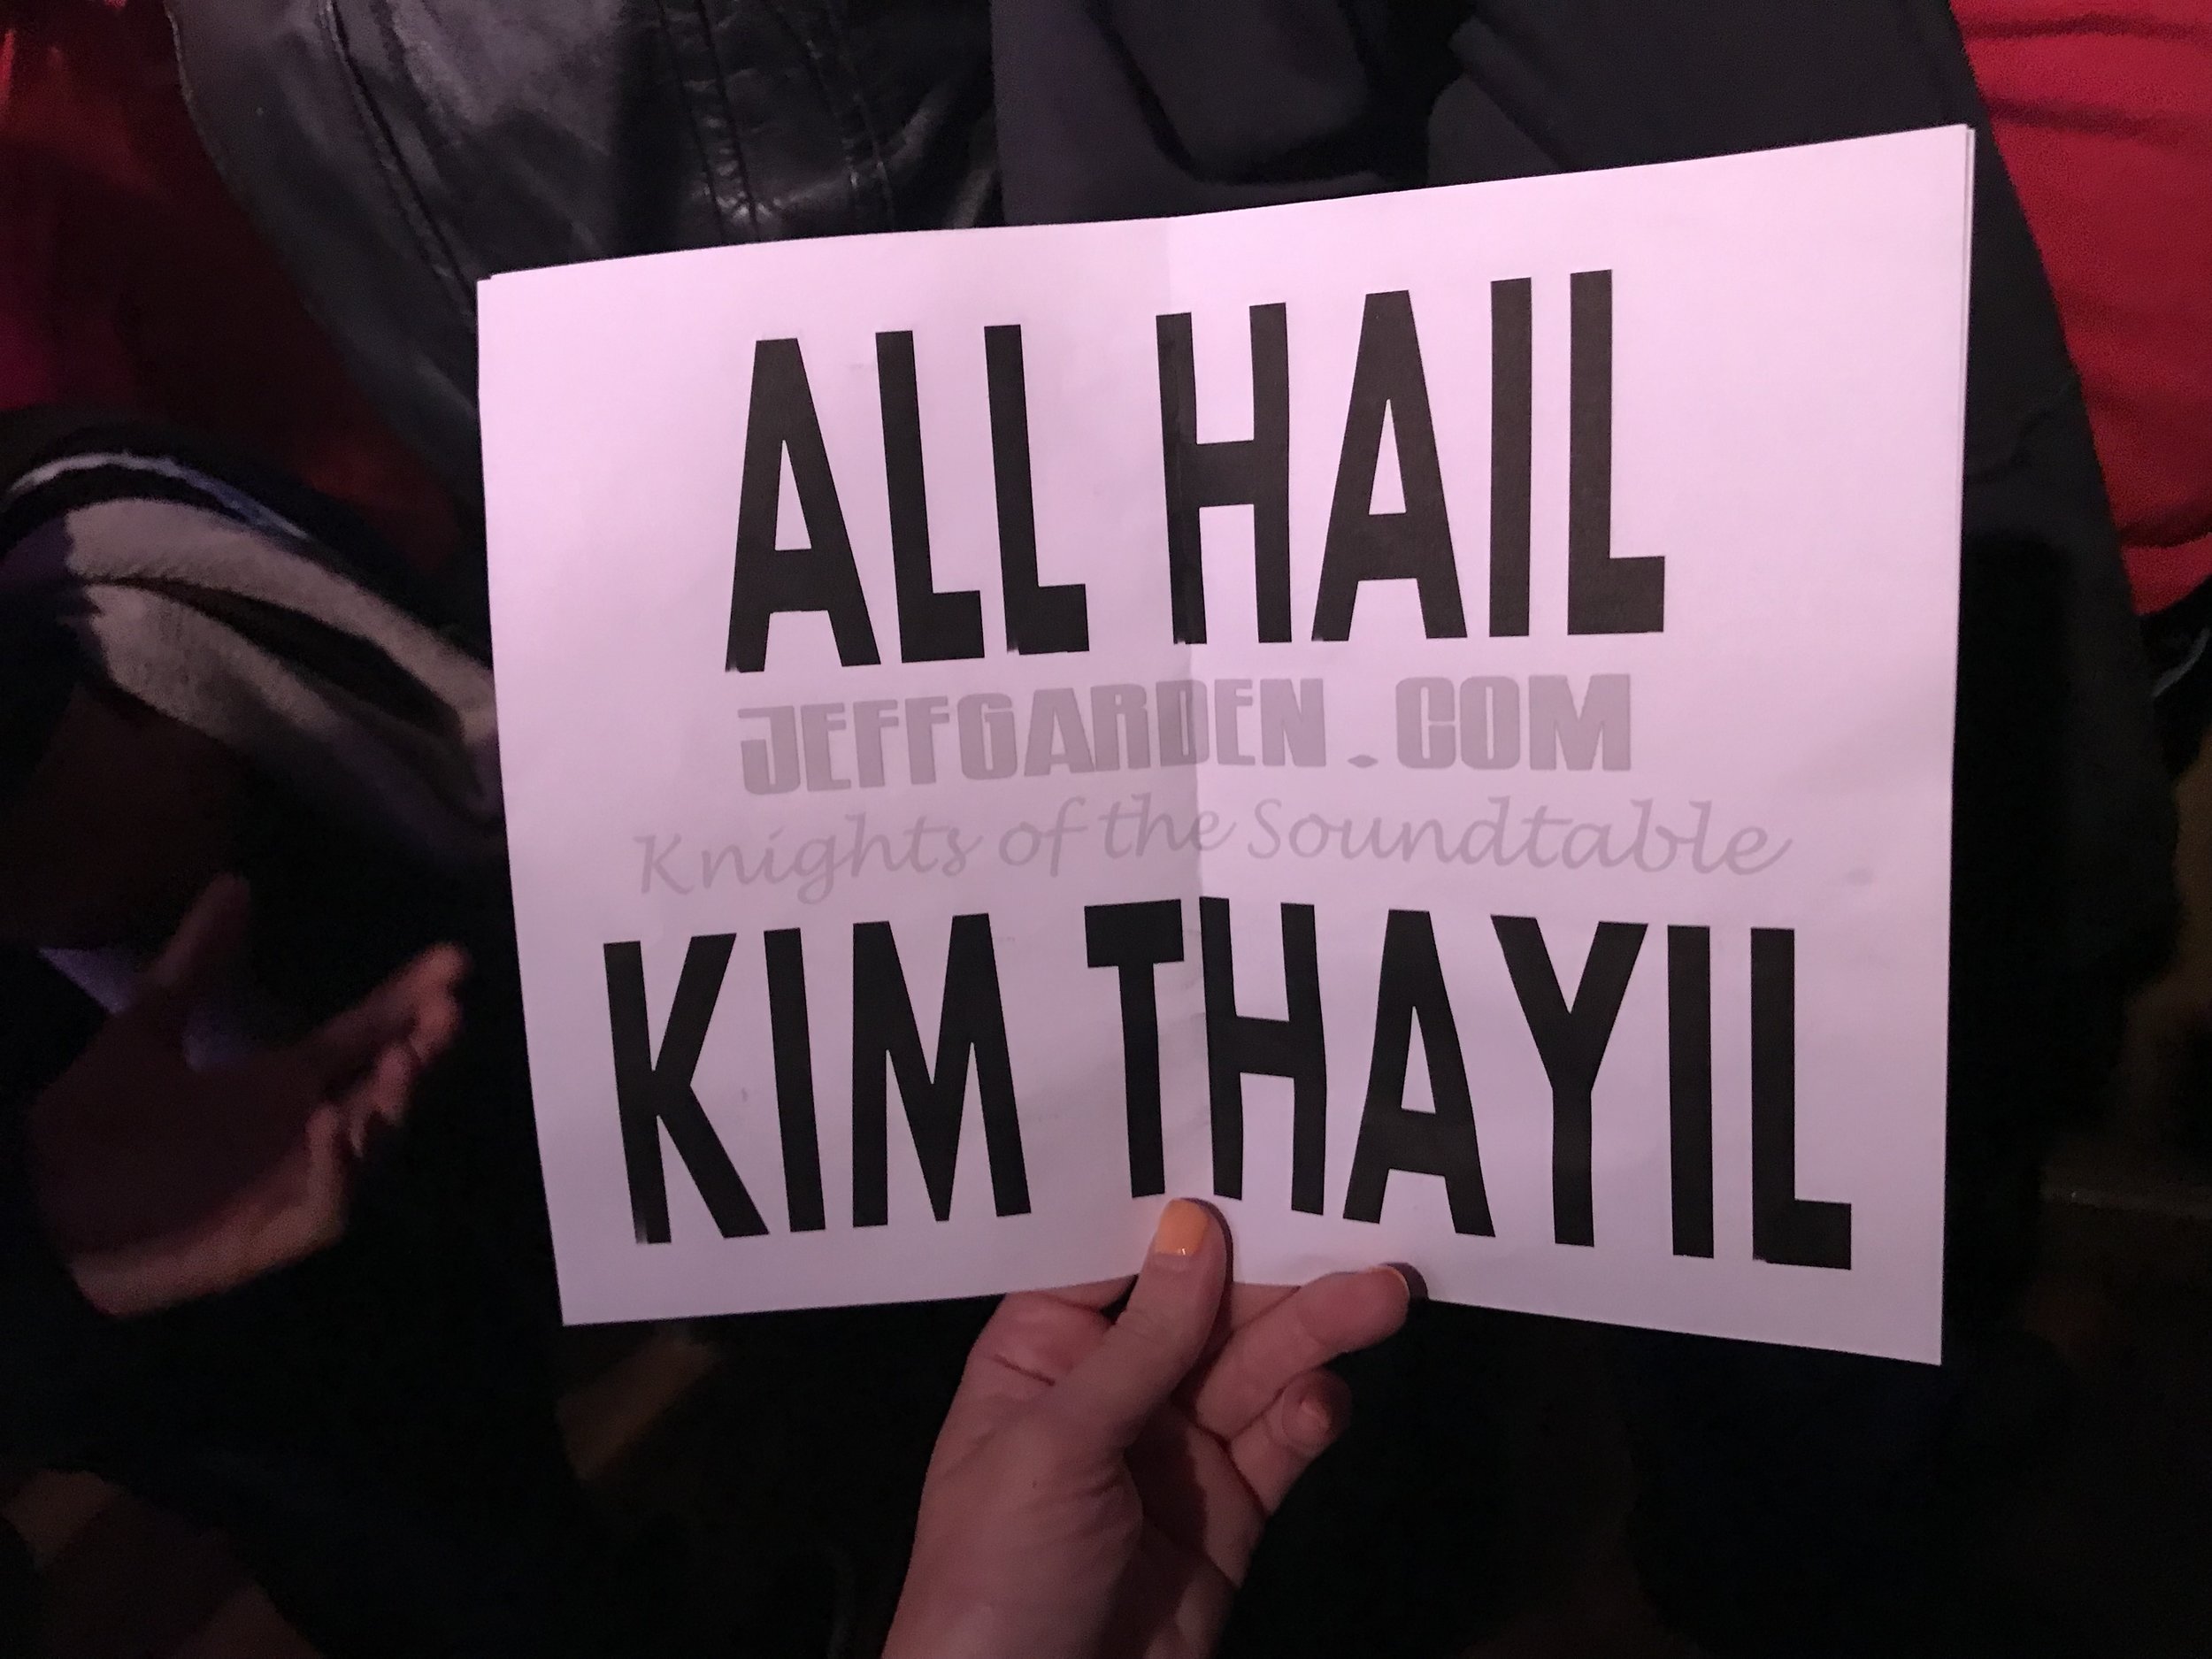 ALL HAIL
JEFFGARDEN.COM
Knights of the Soundtable
KIM THAYIL